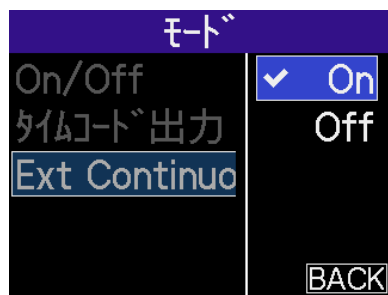 ﾓｰﾄﾞ
On/Off
ﾀｲﾑｺｰﾄﾞ出力
Ext Continuo
On
Off
BACK